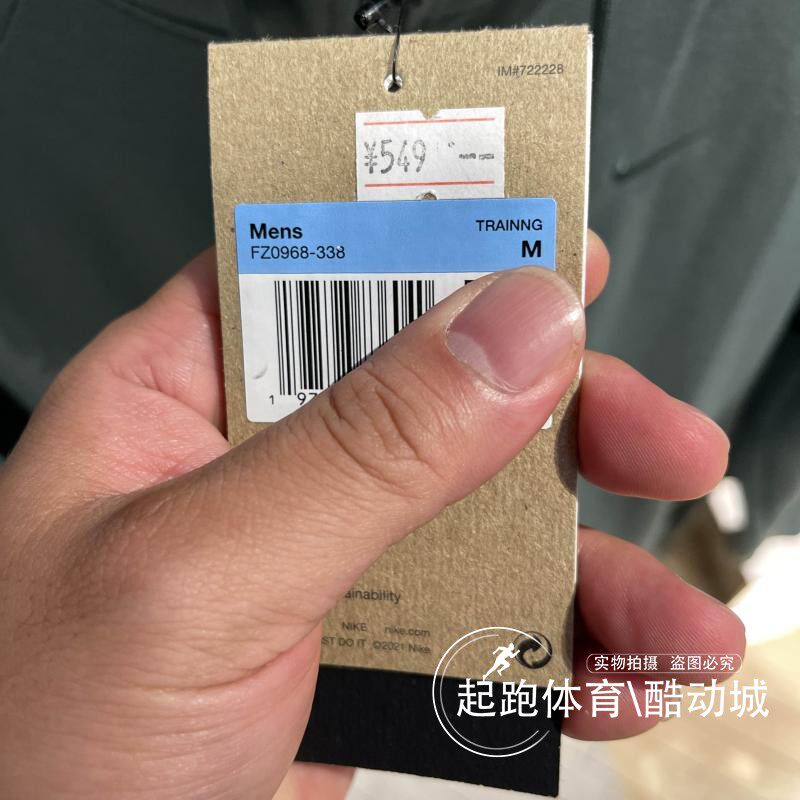 IM#722228
¥549
Mens
TRAINNG
FZ0968-338
M
1 97
ainability
NIKE nike.com
ST DO IT ©2021 Nike
实物拍摄 盗图必究
起跑体育\酷动城